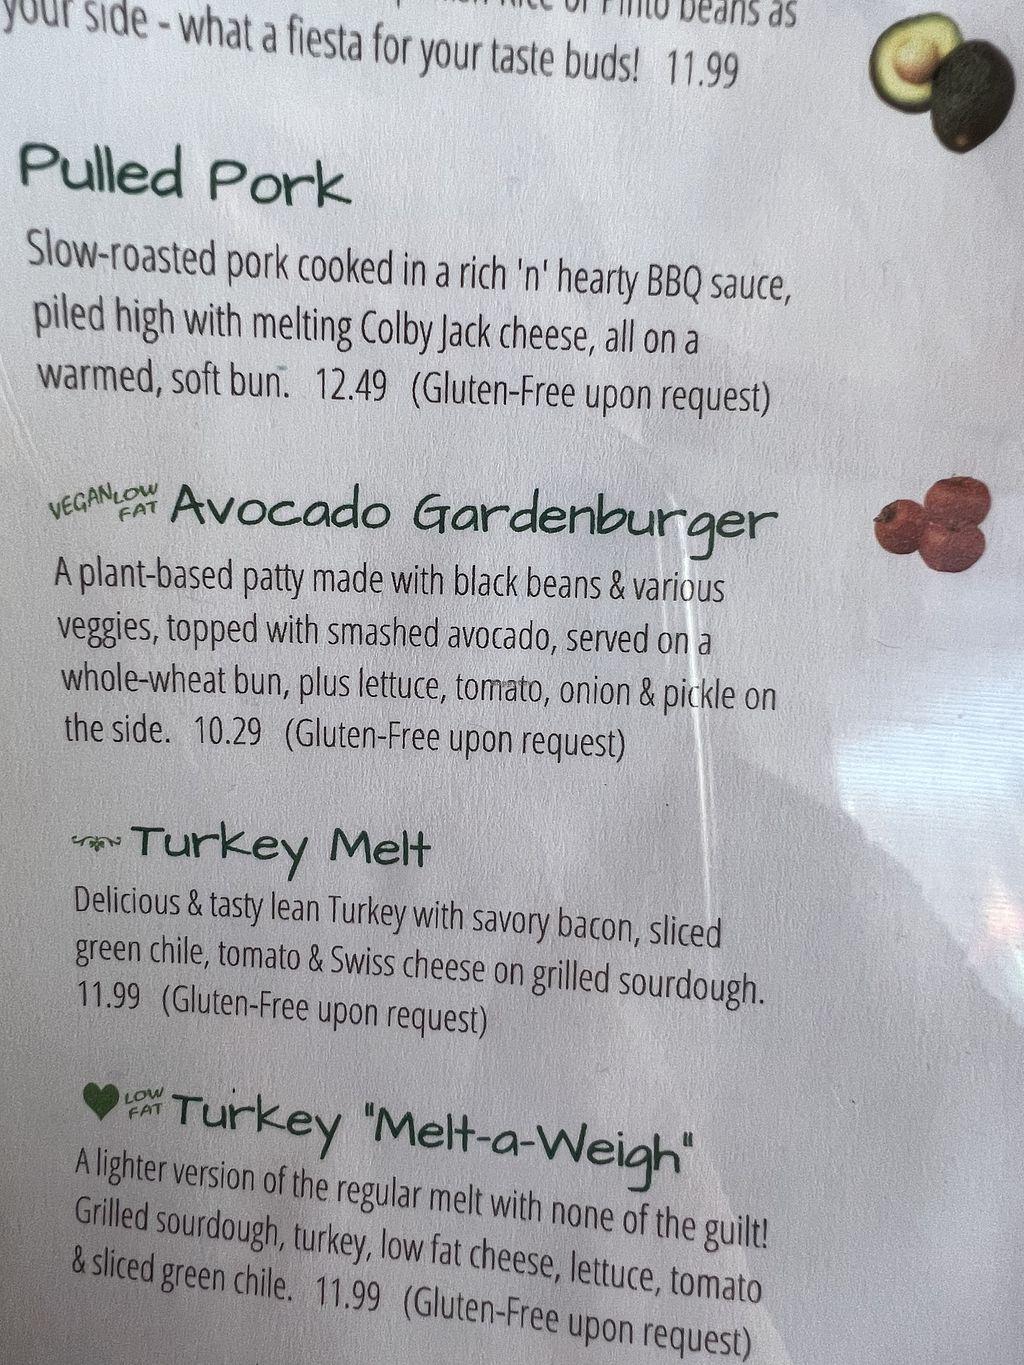 Rice or Pinto beans as
your side - what a fiesta for your taste buds! 11.99
Pulled Pork
Slow-roasted pork cooked in a rich 'n' hearty BBQ sauce,
piled high with melting Colby Jack cheese, all on a
warmed, soft bun. 12.49 (Gluten-Free upon request)
VEGAN LOW FAT Avocado Gardenburger
A plant-based patty made with black beans & various
veggies, topped with smashed avocado, served on a
whole-wheat bun, plus lettuce, tomato, onion & pickle on
the side. 10.29 (Gluten-Free upon request)
Turkey Melt
Delicious & tasty lean Turkey with savory bacon, sliced
green chile, tomato & Swiss cheese on grilled sourdough.
11.99 (Gluten-Free upon request)
LOW FAT Turkey "Melt-a-Weigh"
A lighter version of the regular melt with none of the guilt!
Grilled sourdough, turkey, low fat cheese, lettuce, tomato
& sliced green chile. 11.99 (Gluten-Free upon request)